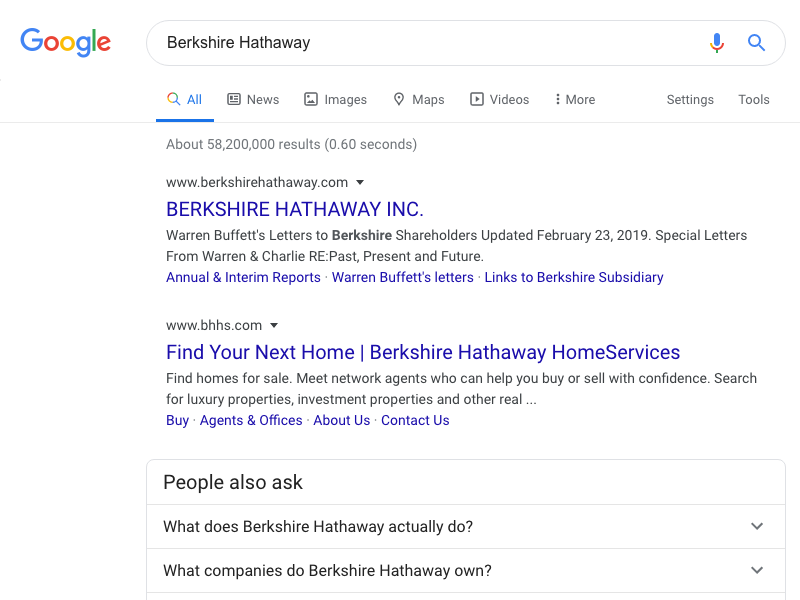 Google
Berkshire Hathaway
All News Images Maps Videos More Settings Tools
About 58,200,000 results (0.60 seconds)
www.berkshirehathaway.com
BERKSHIRE HATHAWAY INC.
Warren Buffett's Letters to Berkshire Shareholders Updated February 23, 2019. Special Letters
From Warren & Charlie RE:Past, Present and Future.
Annual & Interim Reports · Warren Buffett's letters · Links to Berkshire Subsidiary
www.bhhs.com
Find Your Next Home | Berkshire Hathaway HomeServices
Find homes for sale. Meet network agents who can help you buy or sell with confidence. Search
for luxury properties, investment properties and other real ...
Buy · Agents & Offices · About Us · Contact Us
People also ask
What does Berkshire Hathaway actually do?
What companies do Berkshire Hathaway own?